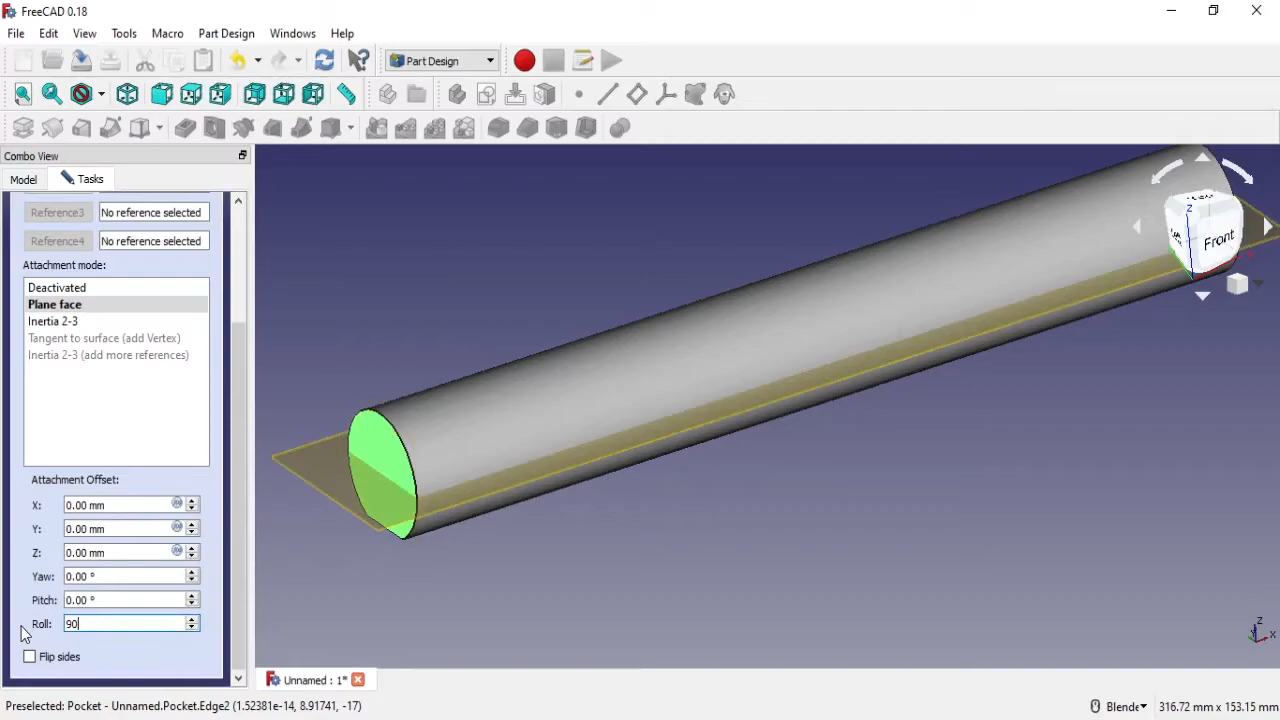 FreeCAD 0.18
File Edit View Tools Macro Part Design Windows Help
Part Design
Combo View
Model Tasks
Reference3 No reference selected
Reference4 No reference selected
Attachment mode:
Deactivated
Plane face
Inertia 2-3
Tangent to surface (add Vertex)
Inertia 2-3 (add more references)
Attachment Offset:
X: 0.00 mm
Y: 0.00 mm
Z: 0.00 mm
Yaw: 0.00 °
Pitch: 0.00 °
Roll: 90
Flip sides
Z
Front
Z
X
Unnamed : 1*
Preselected: Pocket - Unnamed.Pocket.Edge2 (1.52381e-14, 8.91741, -17)
Blende
316.72 mm x 153.15 mm